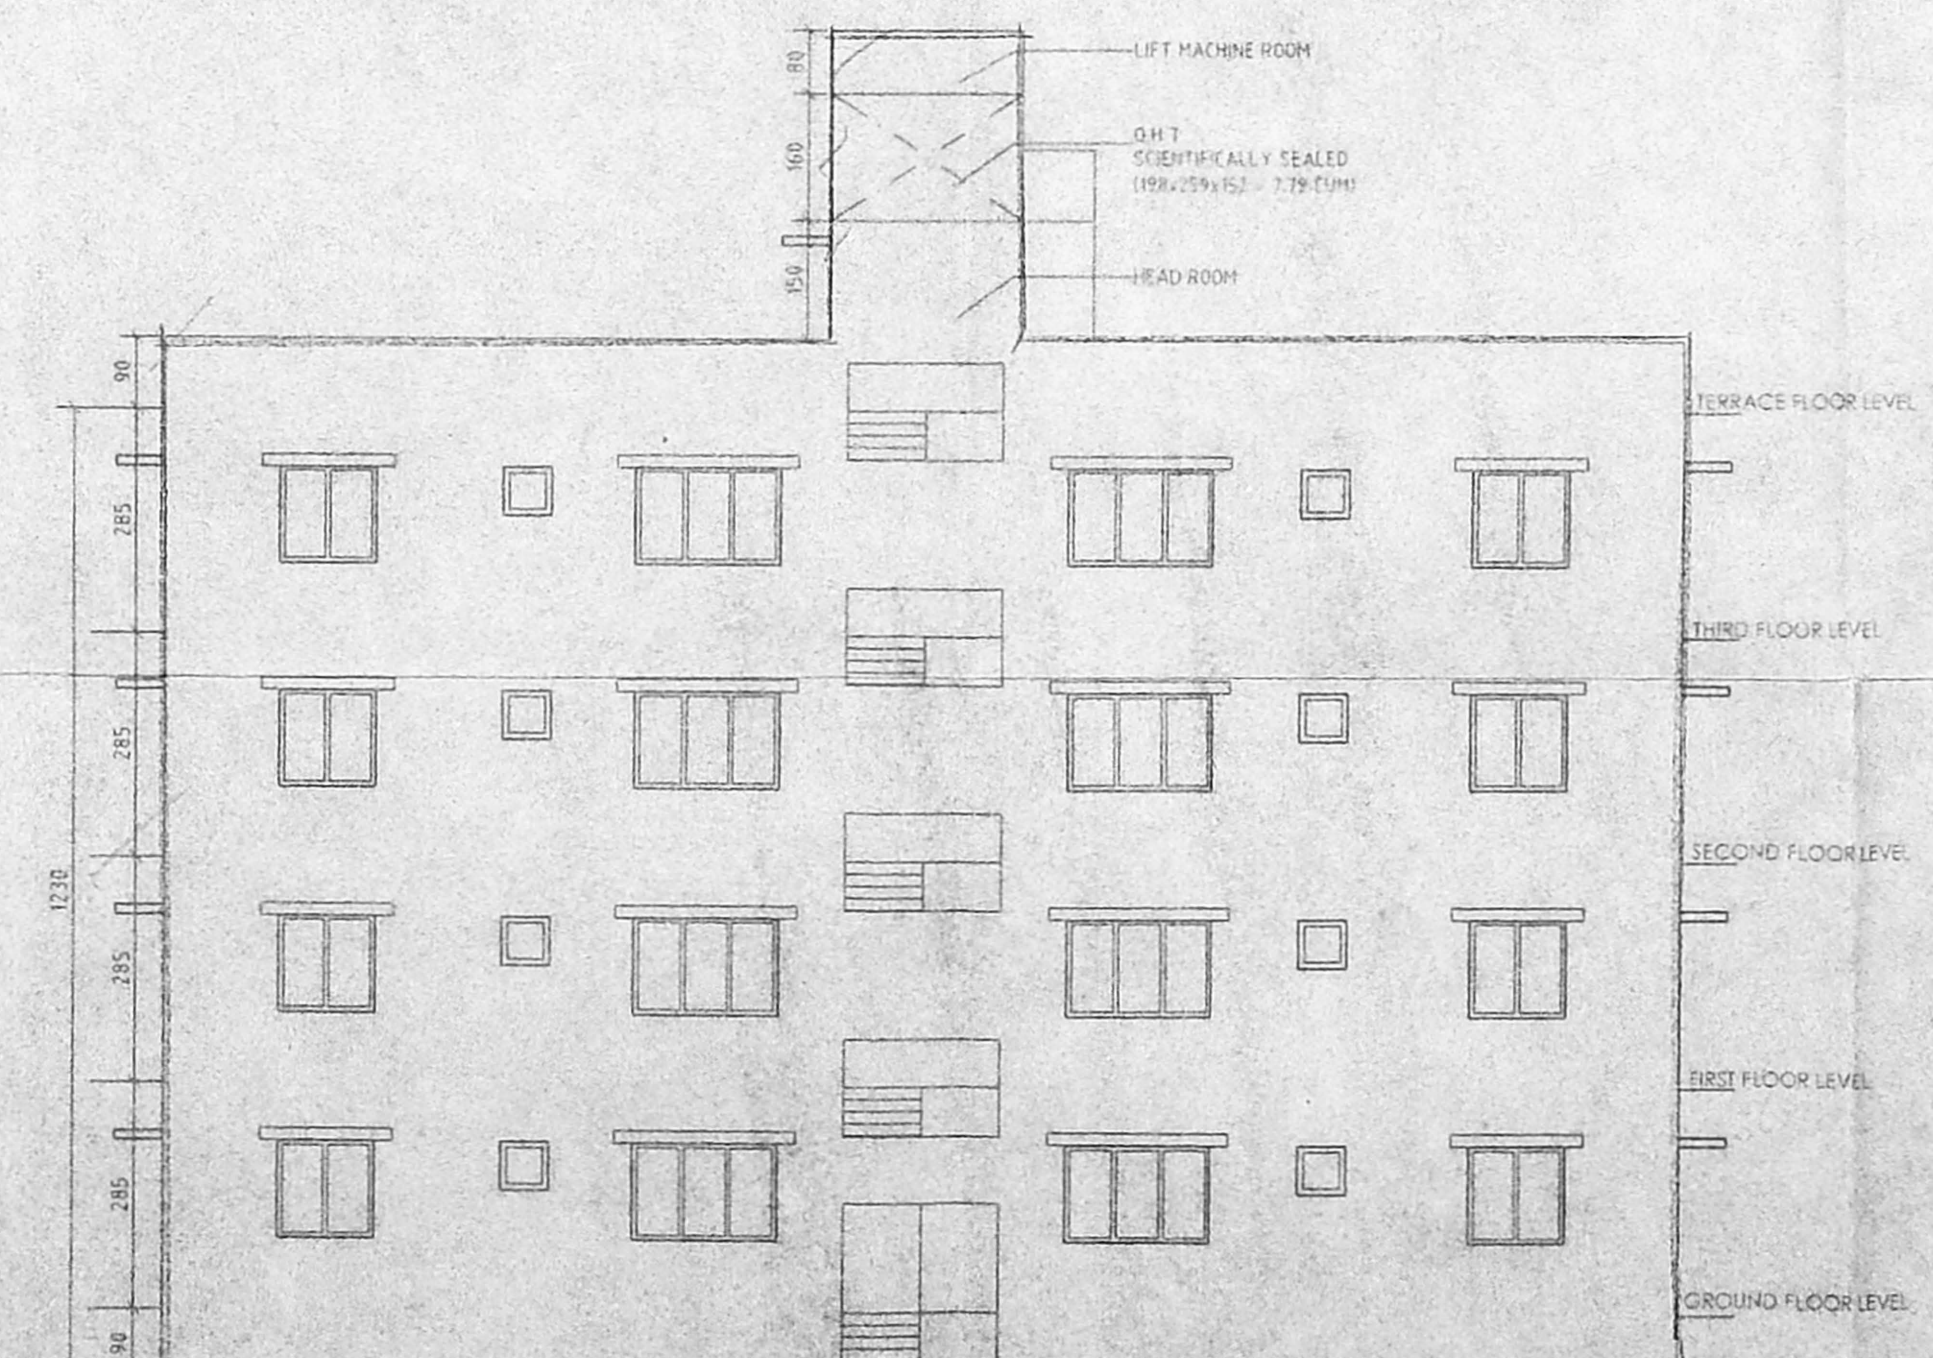 80
LIFT MACHINE ROOM
160
O H T
SCIENTIFICALLY SEALED
(198x259x152 = 7.79 CUM)
150
HEAD ROOM
90
TERRACE FLOOR LEVEL
285
THIRD FLOOR LEVEL
285
SECOND FLOOR LEVEL
1230
285
FIRST FLOOR LEVEL
285
GROUND FLOOR LEVEL
90